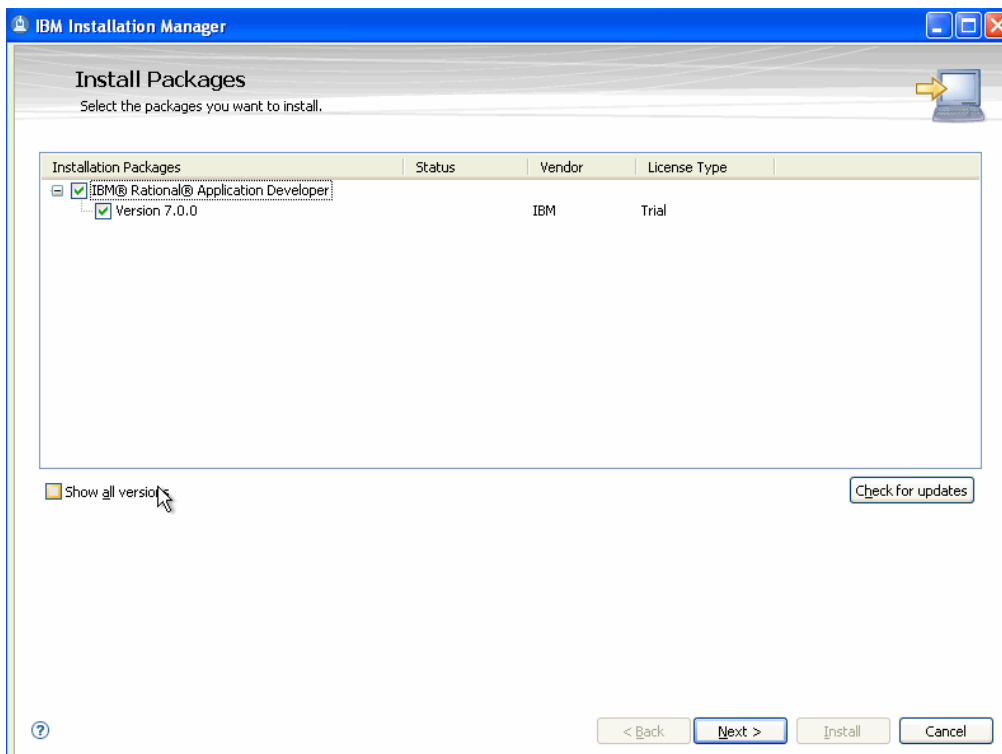 IBM Installation Manager
Install Packages
Select the packages you want to install.
Installation Packages Status Vendor License Type
IBM® Rational® Application Developer
Version 7.0.0 IBM Trial
Show all versions Check for updates
? < Back Next > Install Cancel